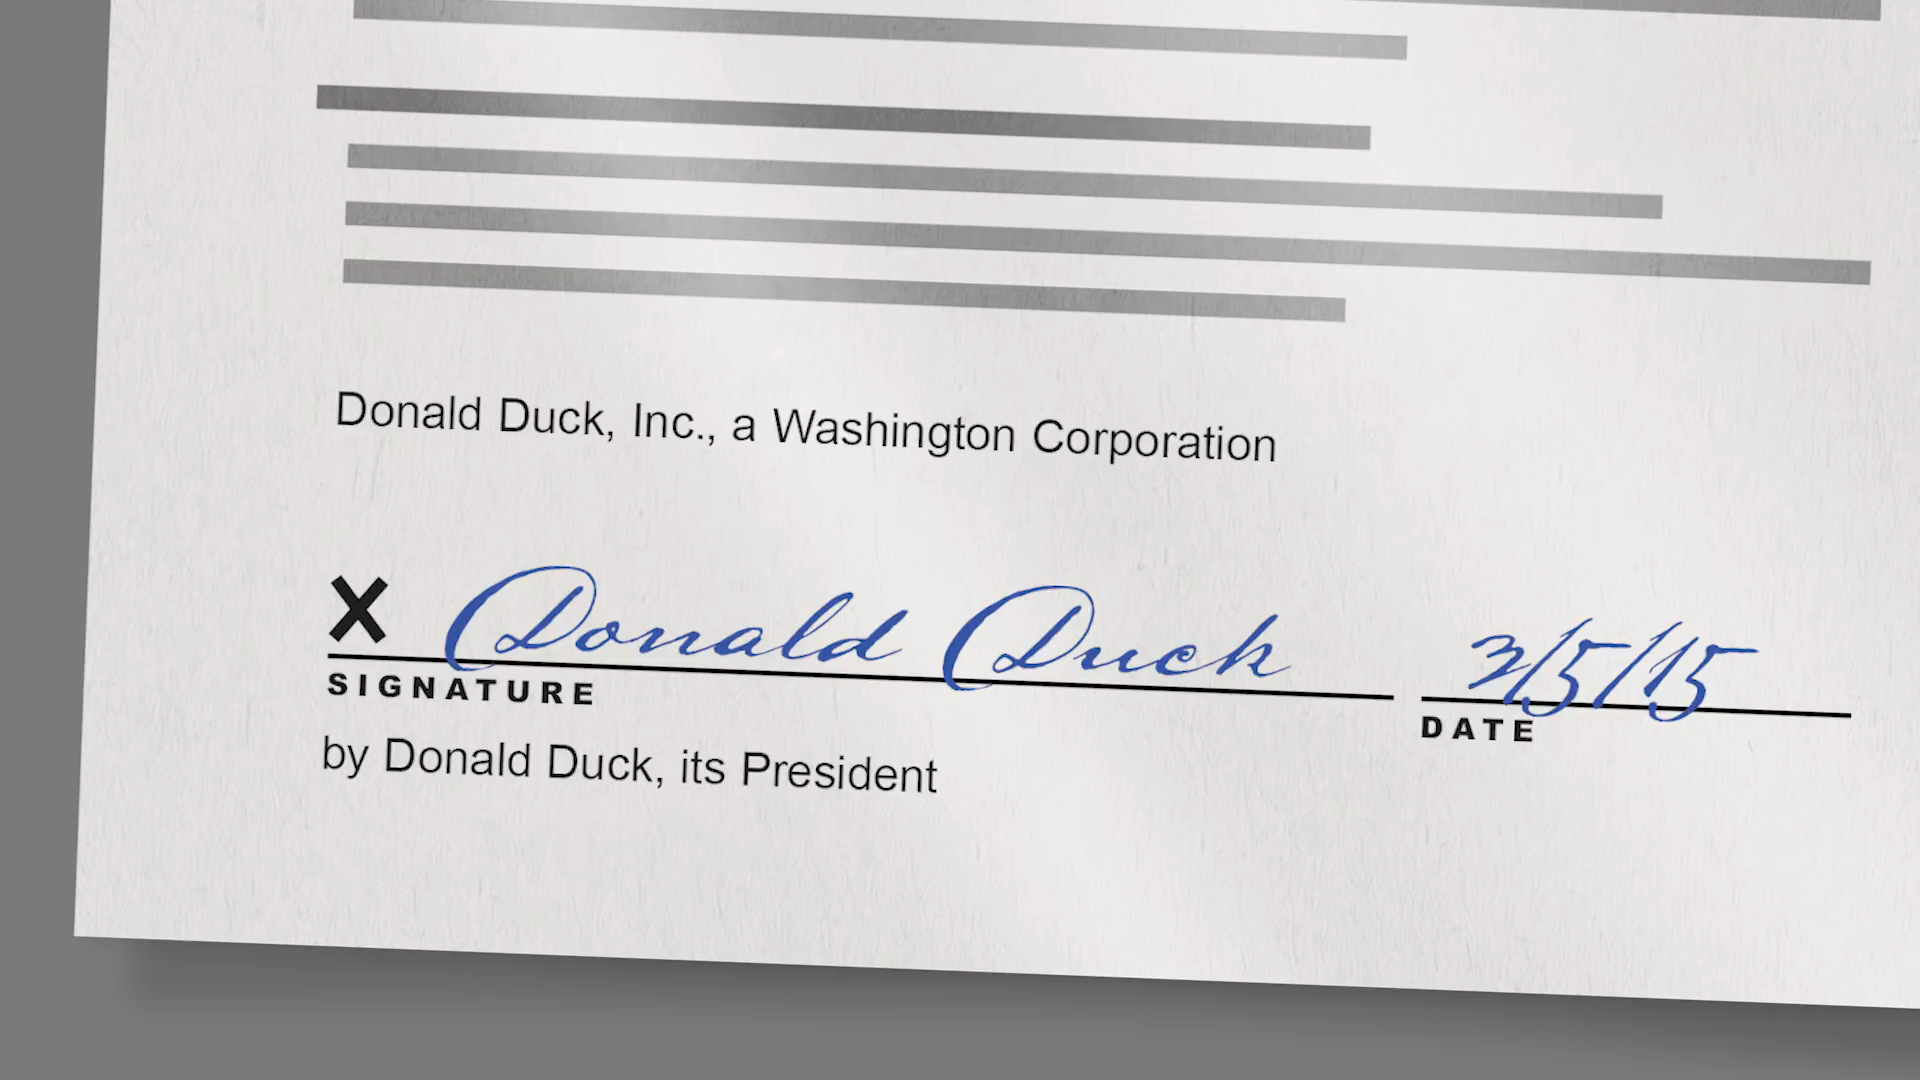 Donald Duck, Inc., a Washington Corporation
X Donald Duck 3/5/15
SIGNATURE DATE
by Donald Duck, its President